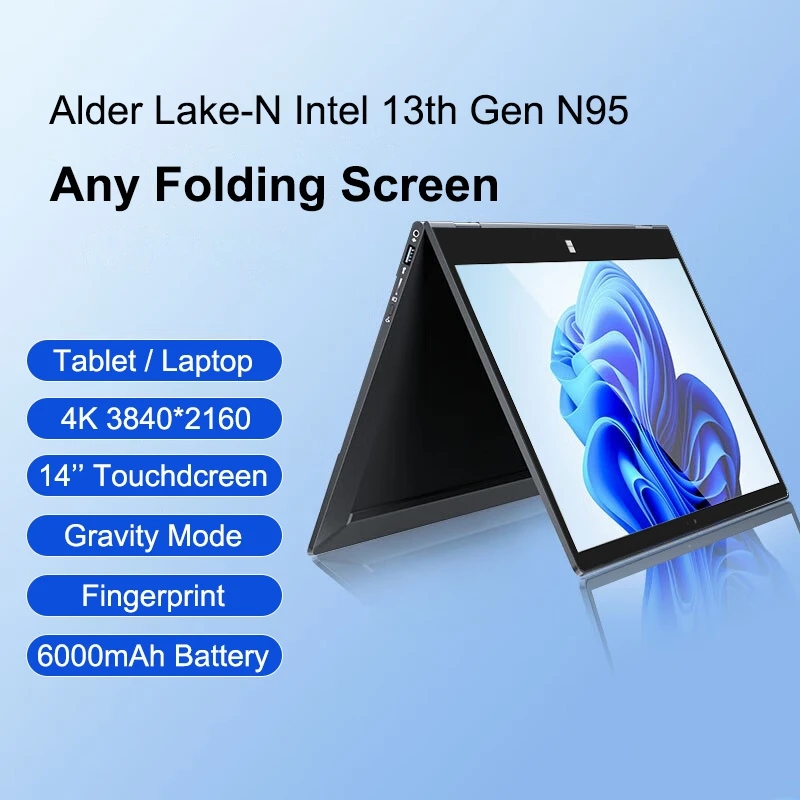 Alder Lake-N Intel 13th Gen N95
Any Folding Screen
Tablet / Laptop
4K 3840*2160
14’’ Touchdcreen
Gravity Mode
Fingerprint
6000mAh Battery